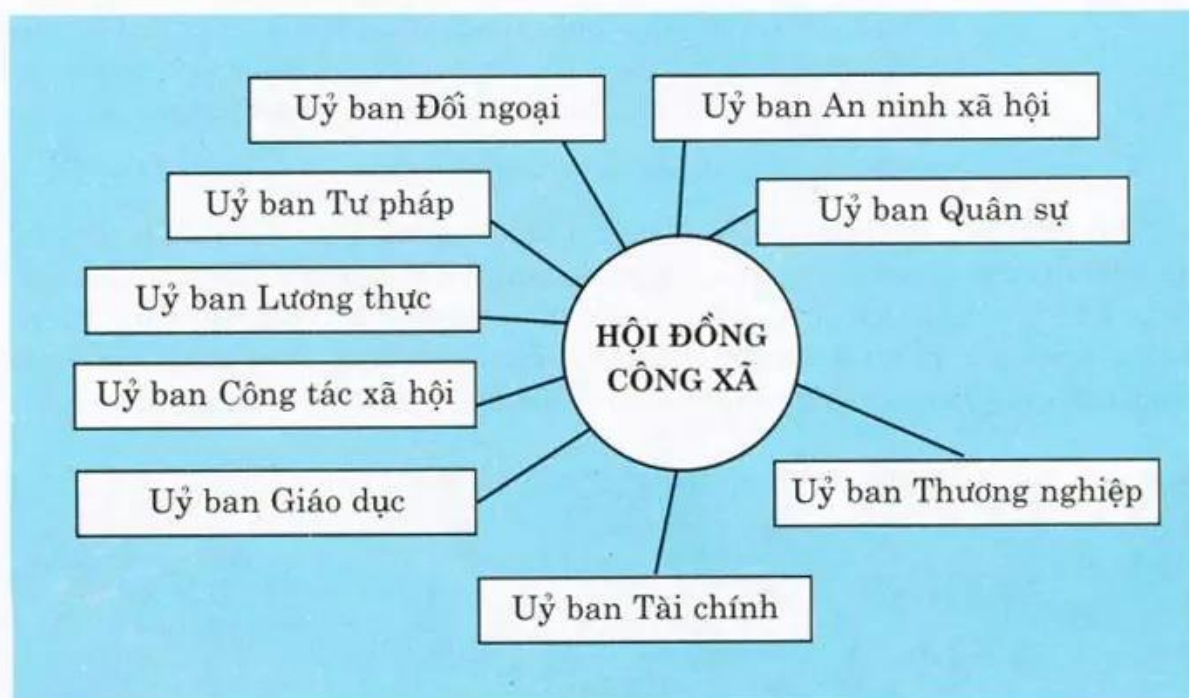 Uỷ ban Đối ngoại
Uỷ ban An ninh xã hội
Uỷ ban Tư pháp
Uỷ ban Quân sự
Uỷ ban Lương thực
HỘI ĐỒNG
CÔNG XÃ
Uỷ ban Công tác xã hội
Uỷ ban Giáo dục
Uỷ ban Thương nghiệp
Uỷ ban Tài chính